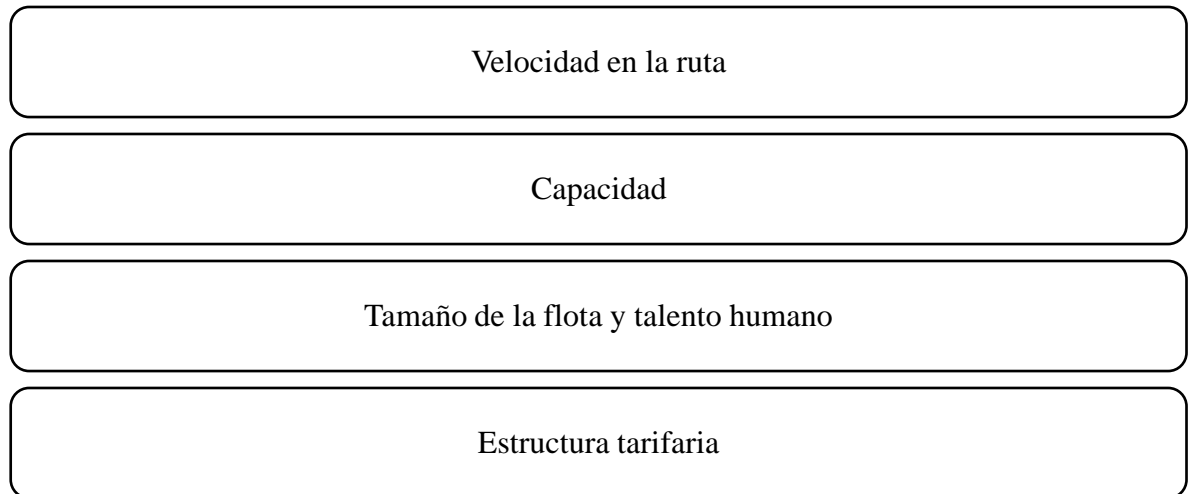 Velocidad en la ruta
Capacidad
Tamaño de la flota y talento humano
Estructura tarifaria